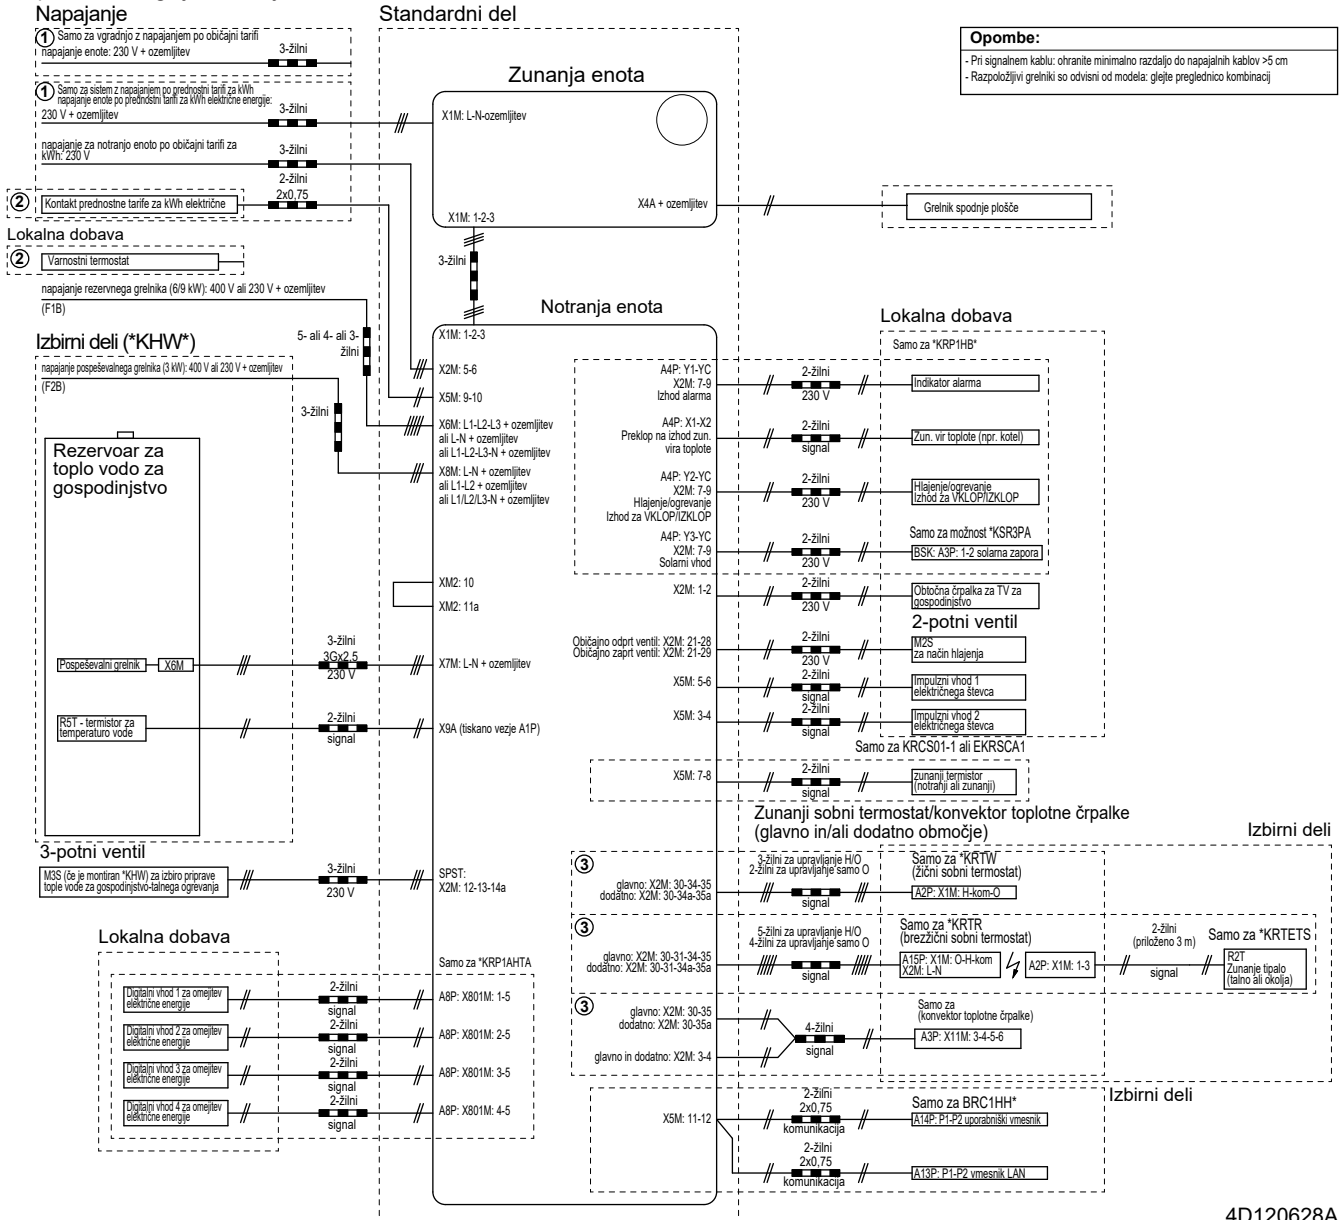 Napajanje
① Samo za vgradnjo z napajanjem po običajni tarifi
napajanje enote: 230 V + ozemljitev
3-žilni
① Samo za sistem z napajanjem po prednostni tarifi za kWh
napajanje enote po prednostni tarifi za kWh električne energije:
230 V + ozemljitev
3-žilni
napajanje za notranjo enoto po običajni tarifi za
kWh: 230 V
3-žilni
2-žilni
2x0,75
② Kontakt prednostne tarife za kWh električne
Lokalna dobava
② Varnostni termostat
napajanje rezervnega grelnika (6/9 kW): 400 V ali 230 V + ozemljitev
(F1B)
5- ali 4- ali 3-
žilni
Izbirni deli (*KHW*)
napajanje pospeševalnega grelnika (3 kW): 400 V ali 230 V + ozemljitev
(F2B)
3-žilni
Rezervoar za
toplo vodo za
gospodinjstvo
Pospeševalni grelnik
X6M
3-žilni
3Gx2,5
230 V
R5T - termistor za
temperaturo vode
2-žilni
signal
3-potni ventil
M3S (če je montiran *KHW) za izbiro priprave
tople vode za gospodinjstvo-talnega ogrevanja
3-žilni
230 V
Lokalna dobava
Digitalni vhod 1 za omejitev
električne energije
2-žilni
signal
Digitalni vhod 2 za omejitev
električne energije
2-žilni
signal
Digitalni vhod 3 za omejitev
električne energije
2-žilni
signal
Digitalni vhod 4 za omejitev
električne energije
2-žilni
signal
Standardni del
Zunanja enota
X1M: L-N-ozemljitev
X4A + ozemljitev
X1M: 1-2-3
3-žilni
Grelnik spodnje plošče
Notranja enota
X1M: 1-2-3
X2M: 5-6
X5M: 9-10
X6M: L1-L2-L3 + ozemljitev
ali L-N + ozemljitev
ali L1-L2-L3-N + ozemljitev
X8M: L-N + ozemljitev
ali L1-L2 + ozemljitev
ali L1/L2/L3-N + ozemljitev
XM2: 10
XM2: 11a
X7M: L-N + ozemljitev
X9A (tiskano vezje A1P)
SPST:
X2M: 12-13-14a
Samo za *KRP1AHTA
A8P: X801M: 1-5
A8P: X801M: 2-5
A8P: X801M: 3-5
A8P: X801M: 4-5
Opombe:
- Pri signalnem kablu: ohranite minimalno razdaljo do napajalnih kablov >5 cm
- Razpoložljivi grelniki so odvisni od modela: glejte preglednico kombinacij
Lokalna dobava
Samo za *KRP1HB*
A4P: Y1-YC
X2M: 7-9
Izhod alarma
2-žilni
230 V
Indikator alarma
A4P: X1-X2
Preklop na izhod zun.
vira toplote
2-žilni
signal
Zun. vir toplote (npr. kotel)
A4P: Y2-YC
X2M: 7-9
Hlajenje/ogrevanje
Izhod za VKLOP/IZKLOP
2-žilni
230 V
Hlajenje/ogrevanje
Izhod za VKLOP/IZKLOP
A4P: Y3-YC
X2M: 7-9
Solarni vhod
2-žilni
230 V
Samo za možnost *KSR3PA
BSK: A3P: 1-2 solarna zapora
X2M: 1-2
2-žilni
230 V
Obtočna črpalka za TV za
gospodinjstvo
2-potni ventil
Običajno odprt ventil: X2M: 21-28
Običajno zaprt ventil: X2M: 21-29
2-žilni
230 V
M2S
za način hlajenja
X5M: 5-6
2-žilni
signal
Impulzni vhod 1
električnega števca
X5M: 3-4
2-žilni
signal
Impulzni vhod 2
električnega števca
Samo za KRCS01-1 ali EKRSCA1
X5M: 7-8
2-žilni
signal
zunanji termistor
(notranji ali zunanji)
Zunanji sobni termostat/konvektor toplotne črpalke
(glavno in/ali dodatno območje)
Izbirni deli
③
glavno: X2M: 30-34-35
dodatno: X2M: 30-34a-35a
3-žilni za upravljanje H/O
2-žilni za upravljanje samo O
signal
Samo za *KRTW
(žični sobni termostat)
A2P: X1M: H-kom-O
③
glavno: X2M: 30-31-34-35
dodatno: X2M: 30-31-34a-35a
5-žilni za upravljanje H/O
4-žilni za upravljanje samo O
signal
Samo za *KRTR
(brezžični sobni termostat)
A15P: X1M: O-H-kom
X2M: L-N
A2P: X1M: 1-3
2-žilni
(priloženo 3 m)
signal
Samo za *KRTETS
R2T
Zunanje tipalo
(talno ali okolja)
③
glavno: X2M: 30-35
dodatno: X2M: 30-35a
glavno in dodatno: X2M: 3-4
4-žilni
signal
Samo za
(konvektor toplotne črpalke)
A3P: X11M: 3-4-5-6
Izbirni deli
X5M: 11-12
2-žilni
2x0,75
komunikacija
Samo za BRC1HH*
A14P: P1-P2 uporabniški vmesnik
2-žilni
2x0,75
komunikacija
A13P: P1-P2 vmesnik LAN
4D120628A